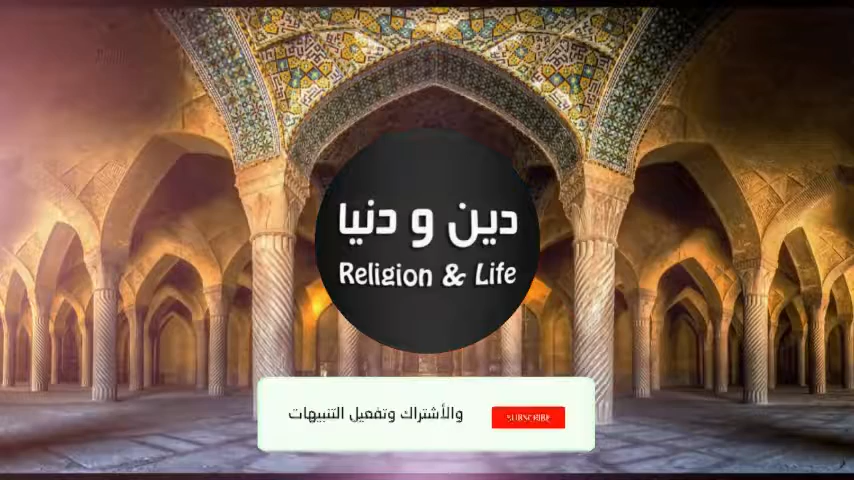 دين و دنيا
Religion & Life
والأشتراك وتفعيل التنبيهات
SUBSCRIBE